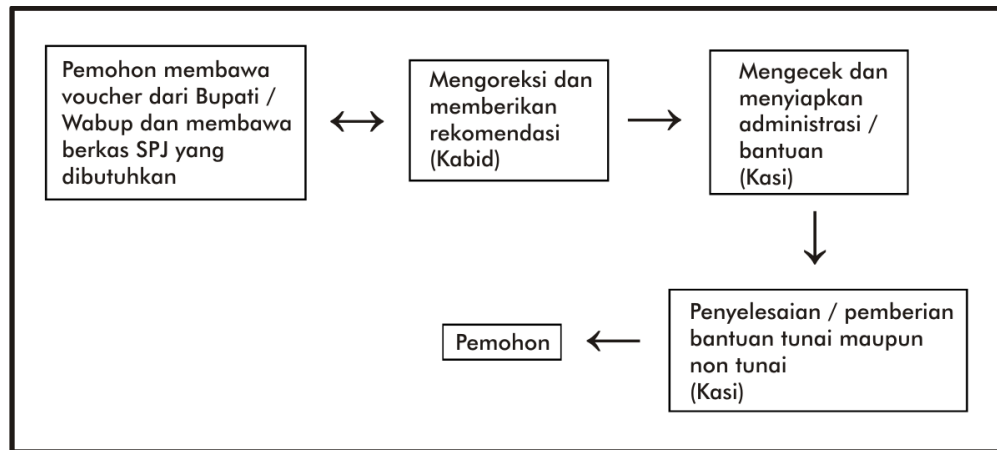 Pemohon membawa
voucher dari Bupati /
Wabup dan membawa
berkas SPJ yang
dibutuhkan
Mengoreksi dan
memberikan
rekomendasi
(Kabid)
Mengecek dan
menyiapkan
administrasi /
bantuan
(Kasi)
Penyelesaian / pemberian
bantuan tunai maupun
non tunai
(Kasi)
Pemohon